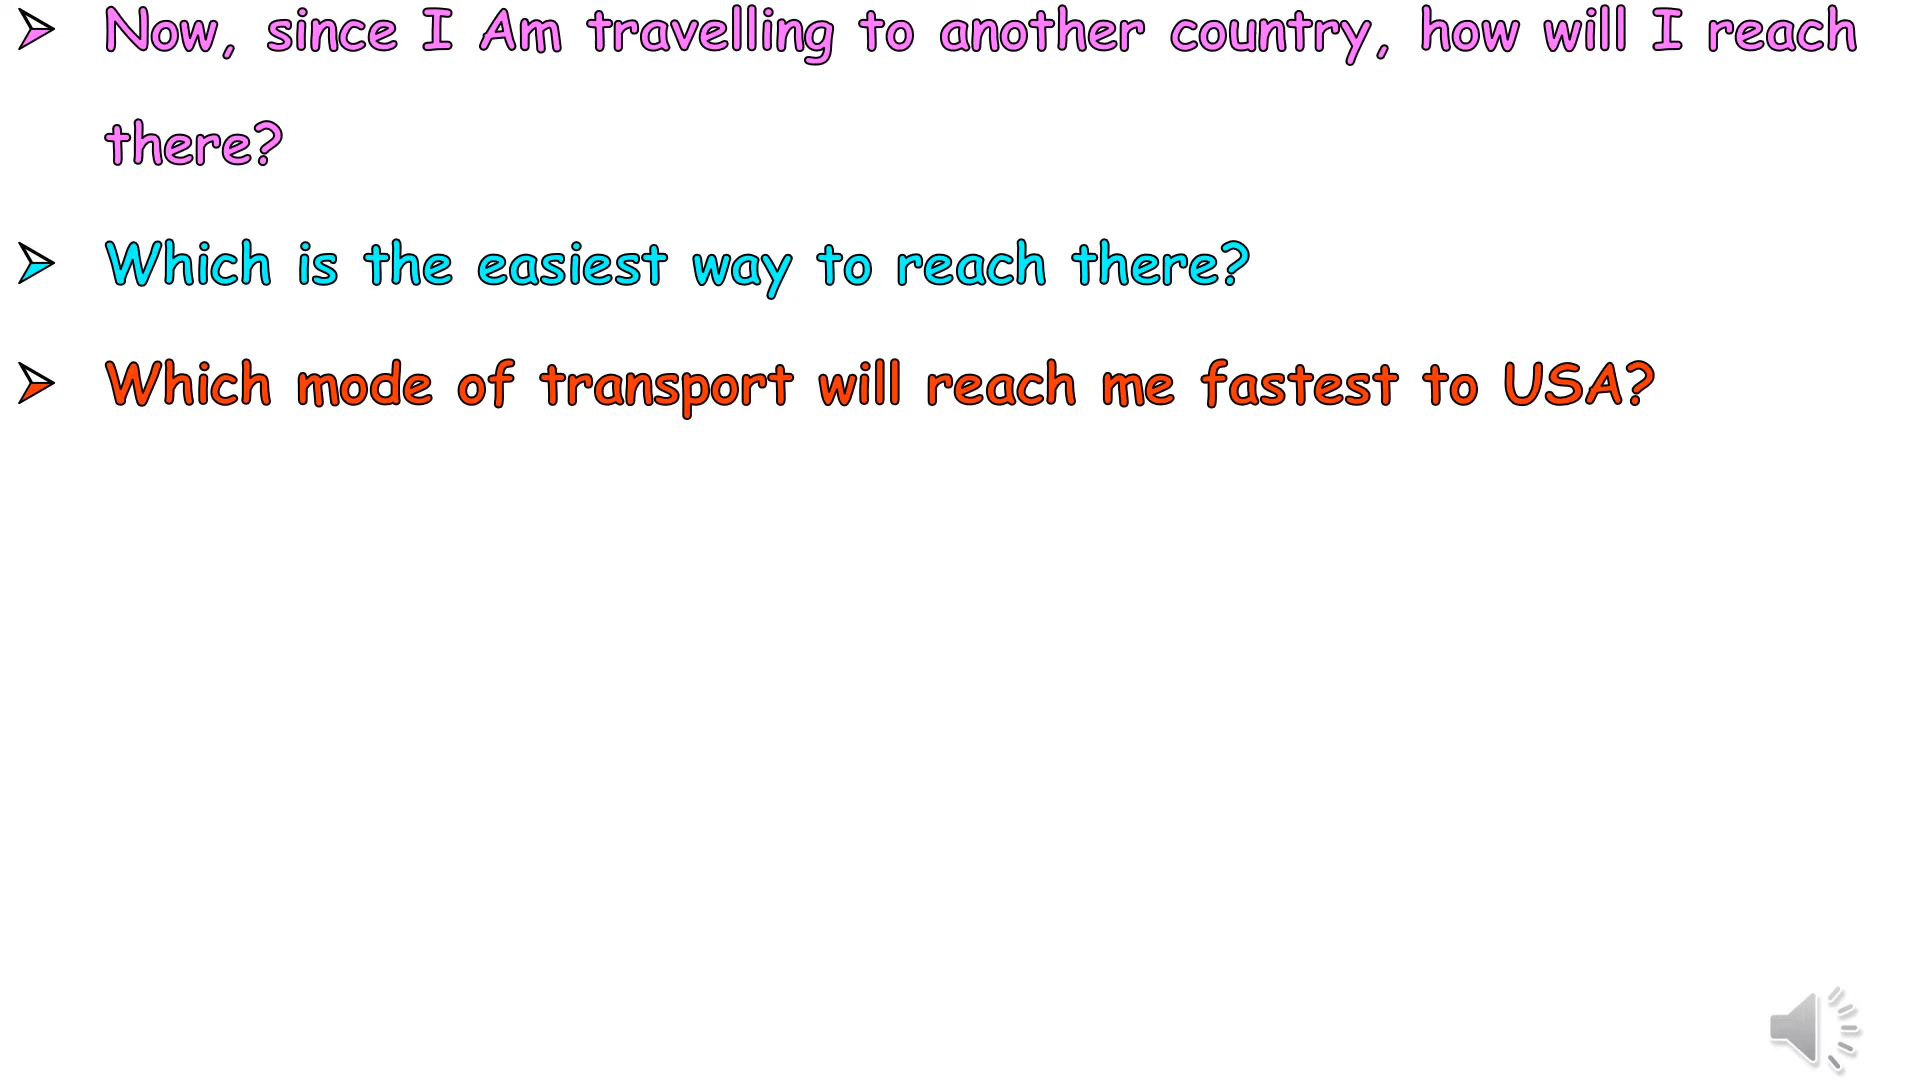 ➢ Now, since I Am travelling to another country, how will I reach
there?
➢ Which is the easiest way to reach there?
➢ Which mode of transport will reach me fastest to USA?